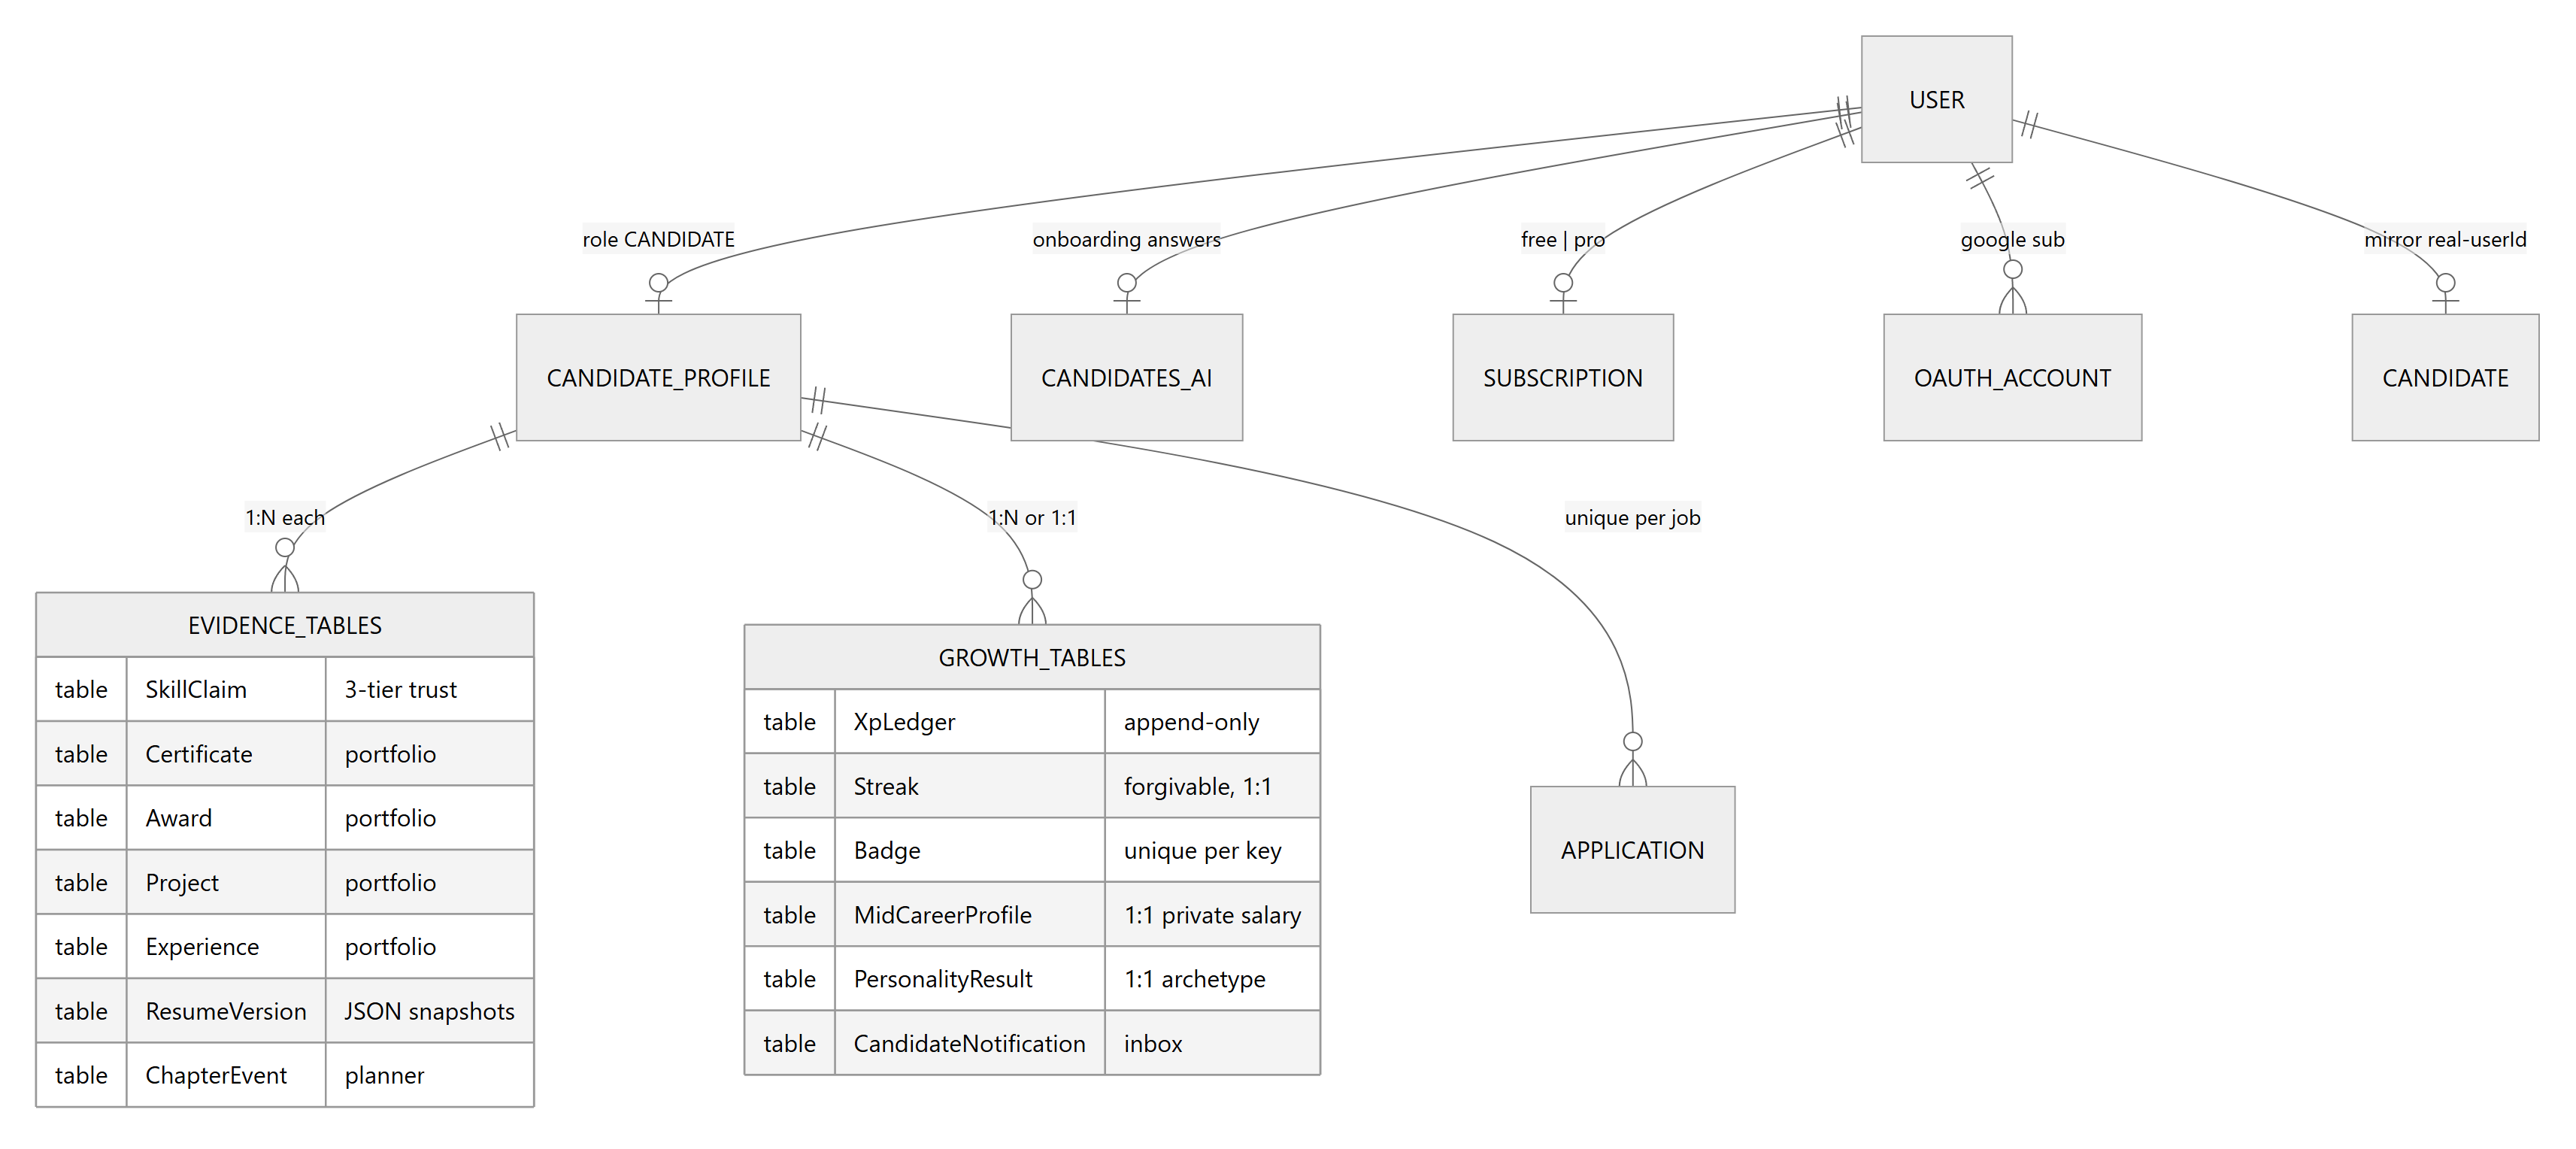 USER
role CANDIDATE
onboarding answers
free | pro
google sub
mirror real-userId
CANDIDATE_PROFILE
CANDIDATES_AI
SUBSCRIPTION
OAUTH_ACCOUNT
CANDIDATE
1:N each
1:N or 1:1
unique per job
EVIDENCE_TABLES
table SkillClaim 3-tier trust
table Certificate portfolio
table Award portfolio
table Project portfolio
table Experience portfolio
table ResumeVersion JSON snapshots
table ChapterEvent planner
GROWTH_TABLES
table XpLedger append-only
table Streak forgivable, 1:1
table Badge unique per key
table MidCareerProfile 1:1 private salary
table PersonalityResult 1:1 archetype
table CandidateNotification inbox
APPLICATION